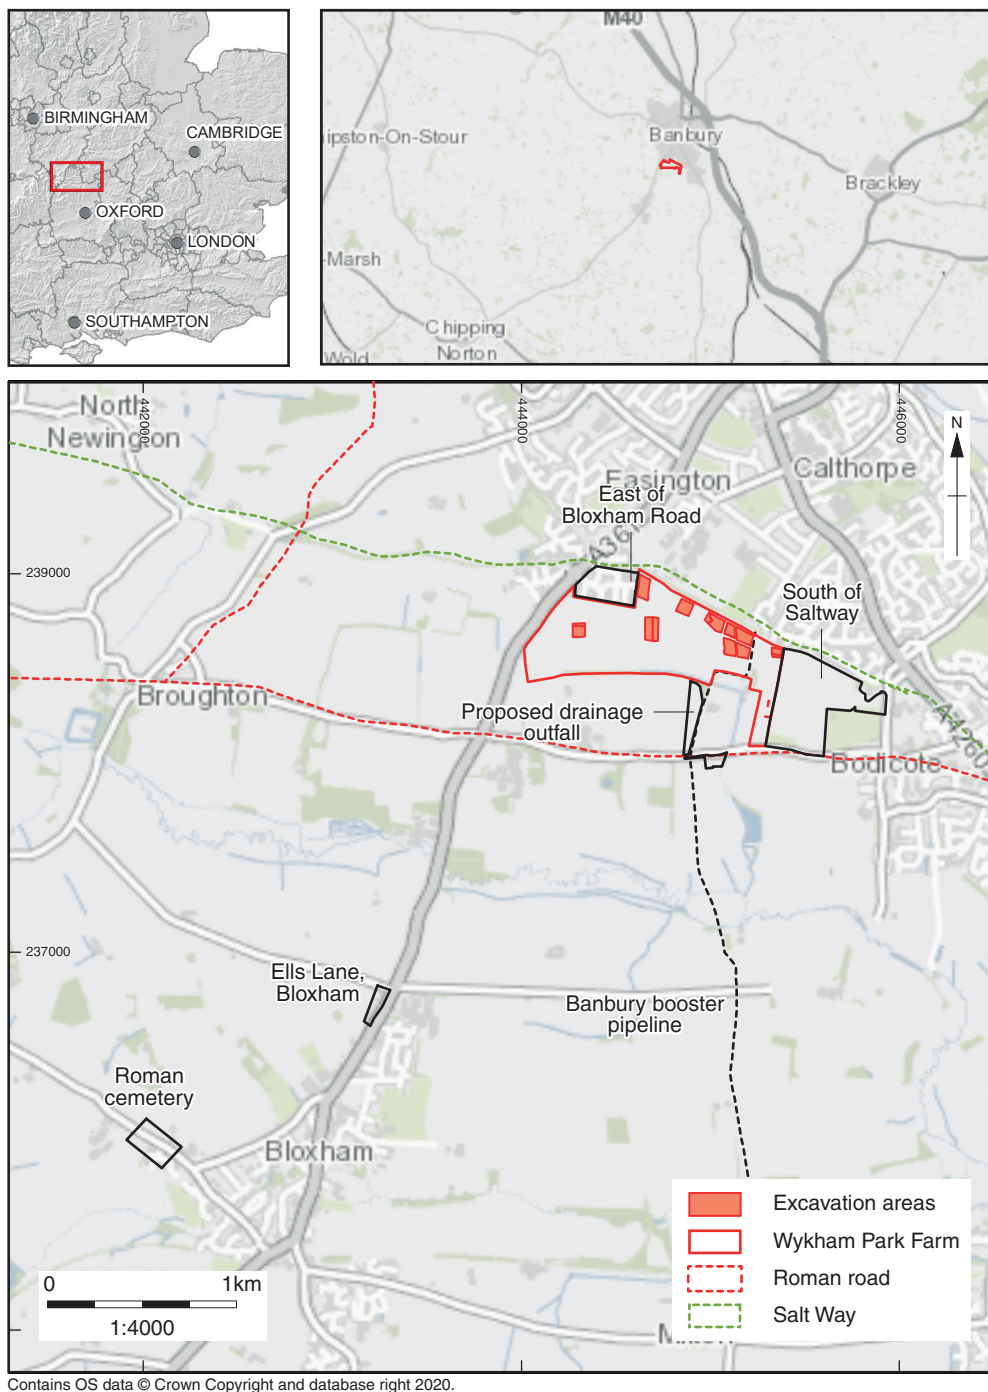 BIRMINGHAM
CAMBRIDGE
OXFORD
LONDON
SOUTHAMPTON
M40
hipston-On-Stour
Banbury
Brackley
-Marsh
Chipping
Norton
Wold
North
Newington
442000
444000
446000
N
Easington
Calthorpe
East of
Bloxham Road
A361
239000
South of
Saltway
Broughton
Proposed drainage
outfall
A4260
Bodicote
237000
Ells Lane,
Bloxham
Banbury booster
pipeline
Roman
cemetery
Bloxham
Excavation areas
Wykham Park Farm
Roman road
Salt Way
0 1km
1:4000
Contains OS data © Crown Copyright and database right 2020.